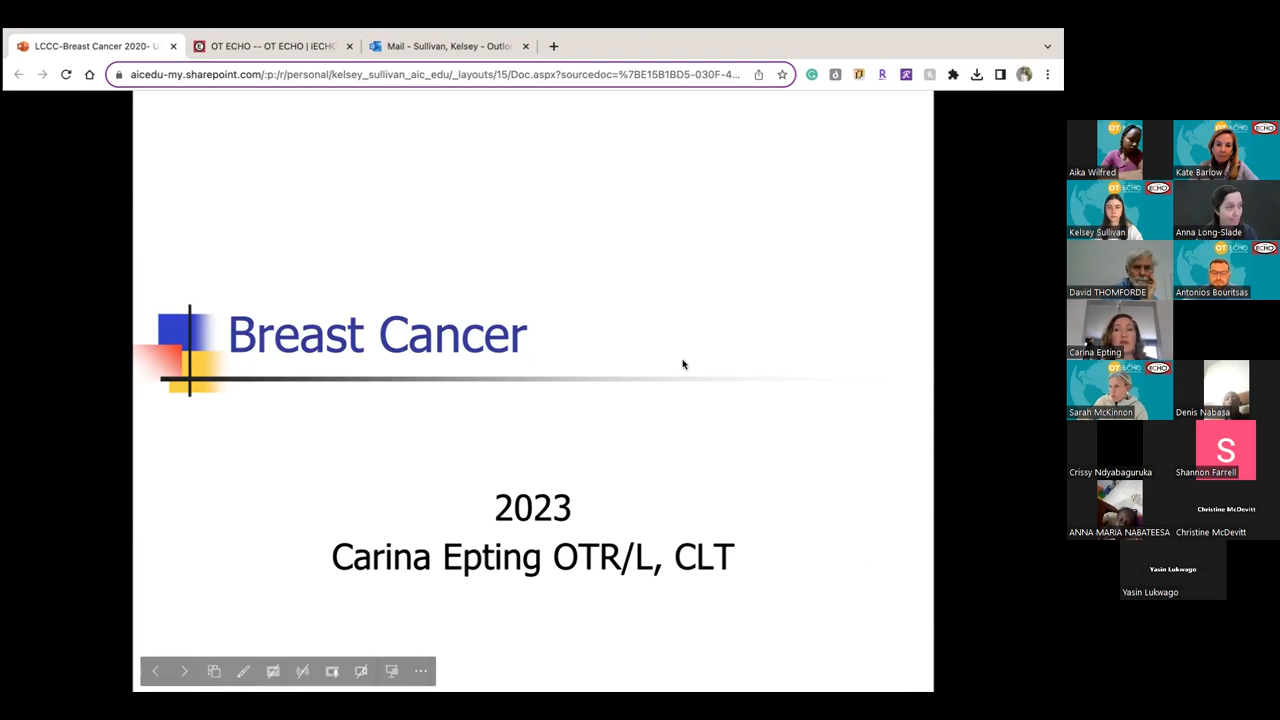 LCCC-Breast Cancer 2020- U
OT ECHO -- OT ECHO | iECHO
Mail - Sullivan, Kelsey - Outlo
aicedu-my.sharepoint.com/:p:/r/personal/kelsey_sullivan_aic_edu/_layouts/15/Doc.aspx?sourcedoc=%7BE15B1BD5-030F-4...
Breast Cancer
2023
Carina Epting OTR/L, CLT
Aika Wilfred
Kate Barlow
Kelsey Sullivan
Anna Long-Slade
David THOMFORDE
Antonios Bouritsas
Carina Epting
Sarah McKinnon
Denis Nabasa
Crissy Ndyabaguruka
S
Shannon Farrell
ANNA MARIA NABATEESA
Christine McDevitt
Christine McDevitt
Yasin Lukwago
Yasin Lukwago